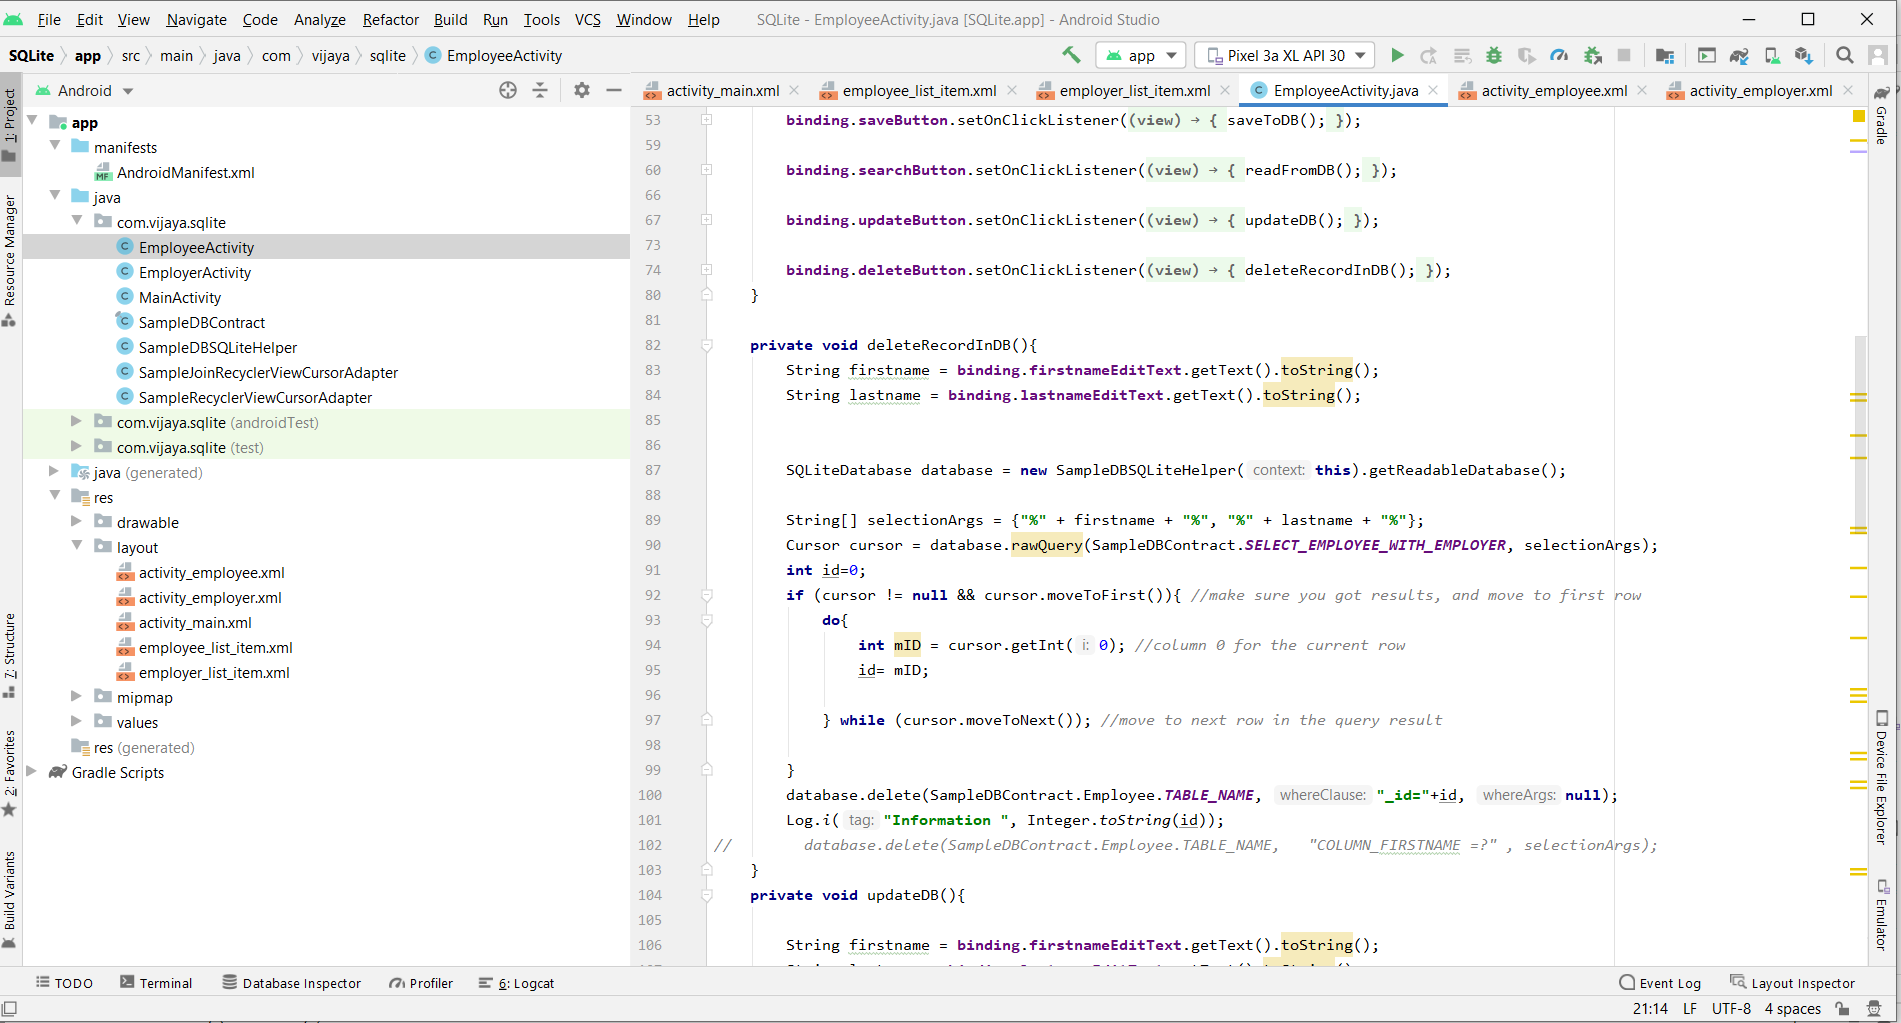 File Edit View Navigate Code Analyze Refactor Build Run Tools VCS Window Help SQLite - EmployeeActivity.java [SQLite.app] - Android Studio
SQLite app src main java com vijaya sqlite EmployeeActivity app Pixel 3a XL API 30
Android
activity_main.xml employee_list_item.xml employer_list_item.xml EmployeeActivity.java activity_employee.xml activity_employer.xml
1: Project
Resource Manager
7: Structure
2: Favorites
Build Variants
app
manifests
AndroidManifest.xml
java
com.vijaya.sqlite
EmployeeActivity
EmployerActivity
MainActivity
SampleDBContract
SampleDBSQLiteHelper
SampleJoinRecyclerViewCursorAdapter
SampleRecyclerViewCursorAdapter
com.vijaya.sqlite (androidTest)
com.vijaya.sqlite (test)
java (generated)
res
drawable
layout
activity_employee.xml
activity_employer.xml
activity_main.xml
employee_list_item.xml
employer_list_item.xml
mipmap
values
res (generated)
Gradle Scripts
53 binding.saveButton.setOnClickListener((view) → { saveToDB(); });
59
60 binding.searchButton.setOnClickListener((view) → { readFromDB(); });
66
67 binding.updateButton.setOnClickListener((view) → { updateDB(); });
73
74 binding.deleteButton.setOnClickListener((view) → { deleteRecordInDB(); });
80 }
81
82 private void deleteRecordInDB(){
83 String firstname = binding.firstnameEditText.getText().toString();
84 String lastname = binding.lastnameEditText.getText().toString();
85
86
87 SQLiteDatabase database = new SampleDBSQLiteHelper( context: this).getReadableDatabase();
88
89 String[] selectionArgs = {"%" + firstname + "%", "%" + lastname + "%"};
90 Cursor cursor = database.rawQuery(SampleDBContract.SELECT_EMPLOYEE_WITH_EMPLOYER, selectionArgs);
91 int id=0;
92 if (cursor != null && cursor.moveToFirst()){ //make sure you got results, and move to first row
93 do{
94 int mID = cursor.getInt( i: 0); //column 0 for the current row
95 id= mID;
96
97 } while (cursor.moveToNext()); //move to next row in the query result
98
99 }
100 database.delete(SampleDBContract.Employee.TABLE_NAME, whereClause: "_id="+id, whereArgs: null);
101 Log.i( tag: "Information ", Integer.toString(id));
102 // database.delete(SampleDBContract.Employee.TABLE_NAME, "COLUMN_FIRSTNAME =?" , selectionArgs);
103 }
104 private void updateDB(){
105
106 String firstname = binding.firstnameEditText.getText().toString();
Gradle
Device File Explorer
Emulator
TODO Terminal Database Inspector Profiler 6: Logcat Event Log Layout Inspector
21:14 LF UTF-8 4 spaces